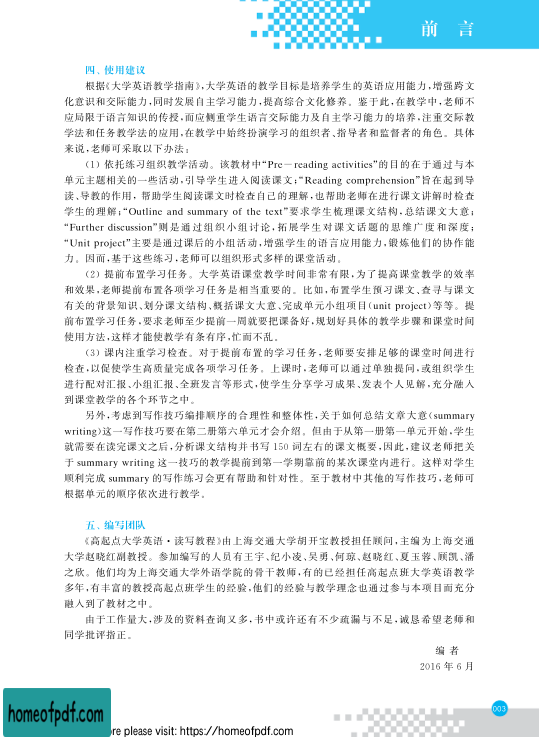 前 言
四、使用建议
根据《大学英语教学指南》,大学英语的教学目标是培养学生的英语应用能力,增强跨文
化意识和交际能力,同时发展自主学习能力,提高综合文化修养。鉴于此,在教学中,老师不
应局限于语言知识的传授,而应侧重学生语言交际能力及自主学习能力的培养,注重交际教
学法和任务教学法的应用,在教学中始终扮演学习的组织者、指导者和监督者的角色。具体
来说,老师可采取以下办法:
(1) 依托练习组织教学活动。该教材中“Pre-reading activities”的目的在于通过与本
单元主题相关的一些活动,引导学生进入阅读课文;“Reading comprehension”旨在起到导
读、导教的作用,帮助学生阅读课文时检查自己的理解,也帮助老师在进行课文讲解时检查
学生的理解;“Outline and summary of the text”要求学生梳理课文结构,总结课文大意;
“Further discussion”则是通过组织小组讨论,拓展学生对课文话题的思维广度和深度;
“Unit project”主要是通过课后的小组活动,增强学生的语言应用能力,锻炼他们的协作能
力。因而,基于这些练习,老师可以组织形式多样的课堂活动。
(2) 提前布置学习任务。大学英语课堂教学时间非常有限,为了提高课堂教学的效率
和效果,老师提前布置各项学习任务是相当重要的。比如,布置学生预习课文、查寻与课文
有关的背景知识、划分课文结构、概括课文大意、完成单元小组项目(unit project)等等。提
前布置学习任务,要求老师至少提前一周就要把课备好,规划好具体的教学步骤和课堂时间
使用方法,这样才能使教学有条有序,忙而不乱。
(3) 课内注重学习检查。对于提前布置的学习任务,老师要安排足够的课堂时间进行
检查,以促使学生高质量完成各项学习任务。上课时,老师可以通过单独提问,或组织学生
进行配对汇报、小组汇报、全班发言等形式,使学生分享学习成果、发表个人见解,充分融入
到课堂教学的各个环节之中。
另外,考虑到写作技巧编排顺序的合理性和整体性,关于如何总结文章大意(summary
writing)这一写作技巧要在第二册第六单元才会介绍。但由于从第一册第一单元开始,学生
就需要在读完课文之后,分析课文结构并书写 150 词左右的课文概要,因此,建议老师把关
于 summary writing 这一技巧的教学提前到第一学期靠前的某次课堂内进行。这样对学生
顺利完成 summary 的写作练习会更有帮助和针对性。至于教材中其他的写作技巧,老师可
根据单元的顺序依次进行教学。
五、编写团队
《高起点大学英语·读写教程》由上海交通大学胡开宝教授担任顾问,主编为上海交通
大学赵晓红副教授。参加编写的人员有王宇、纪小凌、吴勇、何琼、赵晓红、夏玉蓉、顾凯、潘
之欣。他们均为上海交通大学外语学院的骨干教师,有的已经担任高起点班大学英语教学
多年,有丰富的教授高起点班学生的经验,他们的经验与教学理念也通过参与本项目而充分
融入到了教材之中。
由于工作量大,涉及的资料查询又多,书中或许还有不少疏漏与不足,诚恳希望老师和
同学批评指正。
编 者
2016 年 6 月
003
homeofpdf.com
re please visit: https://homeofpdf.com